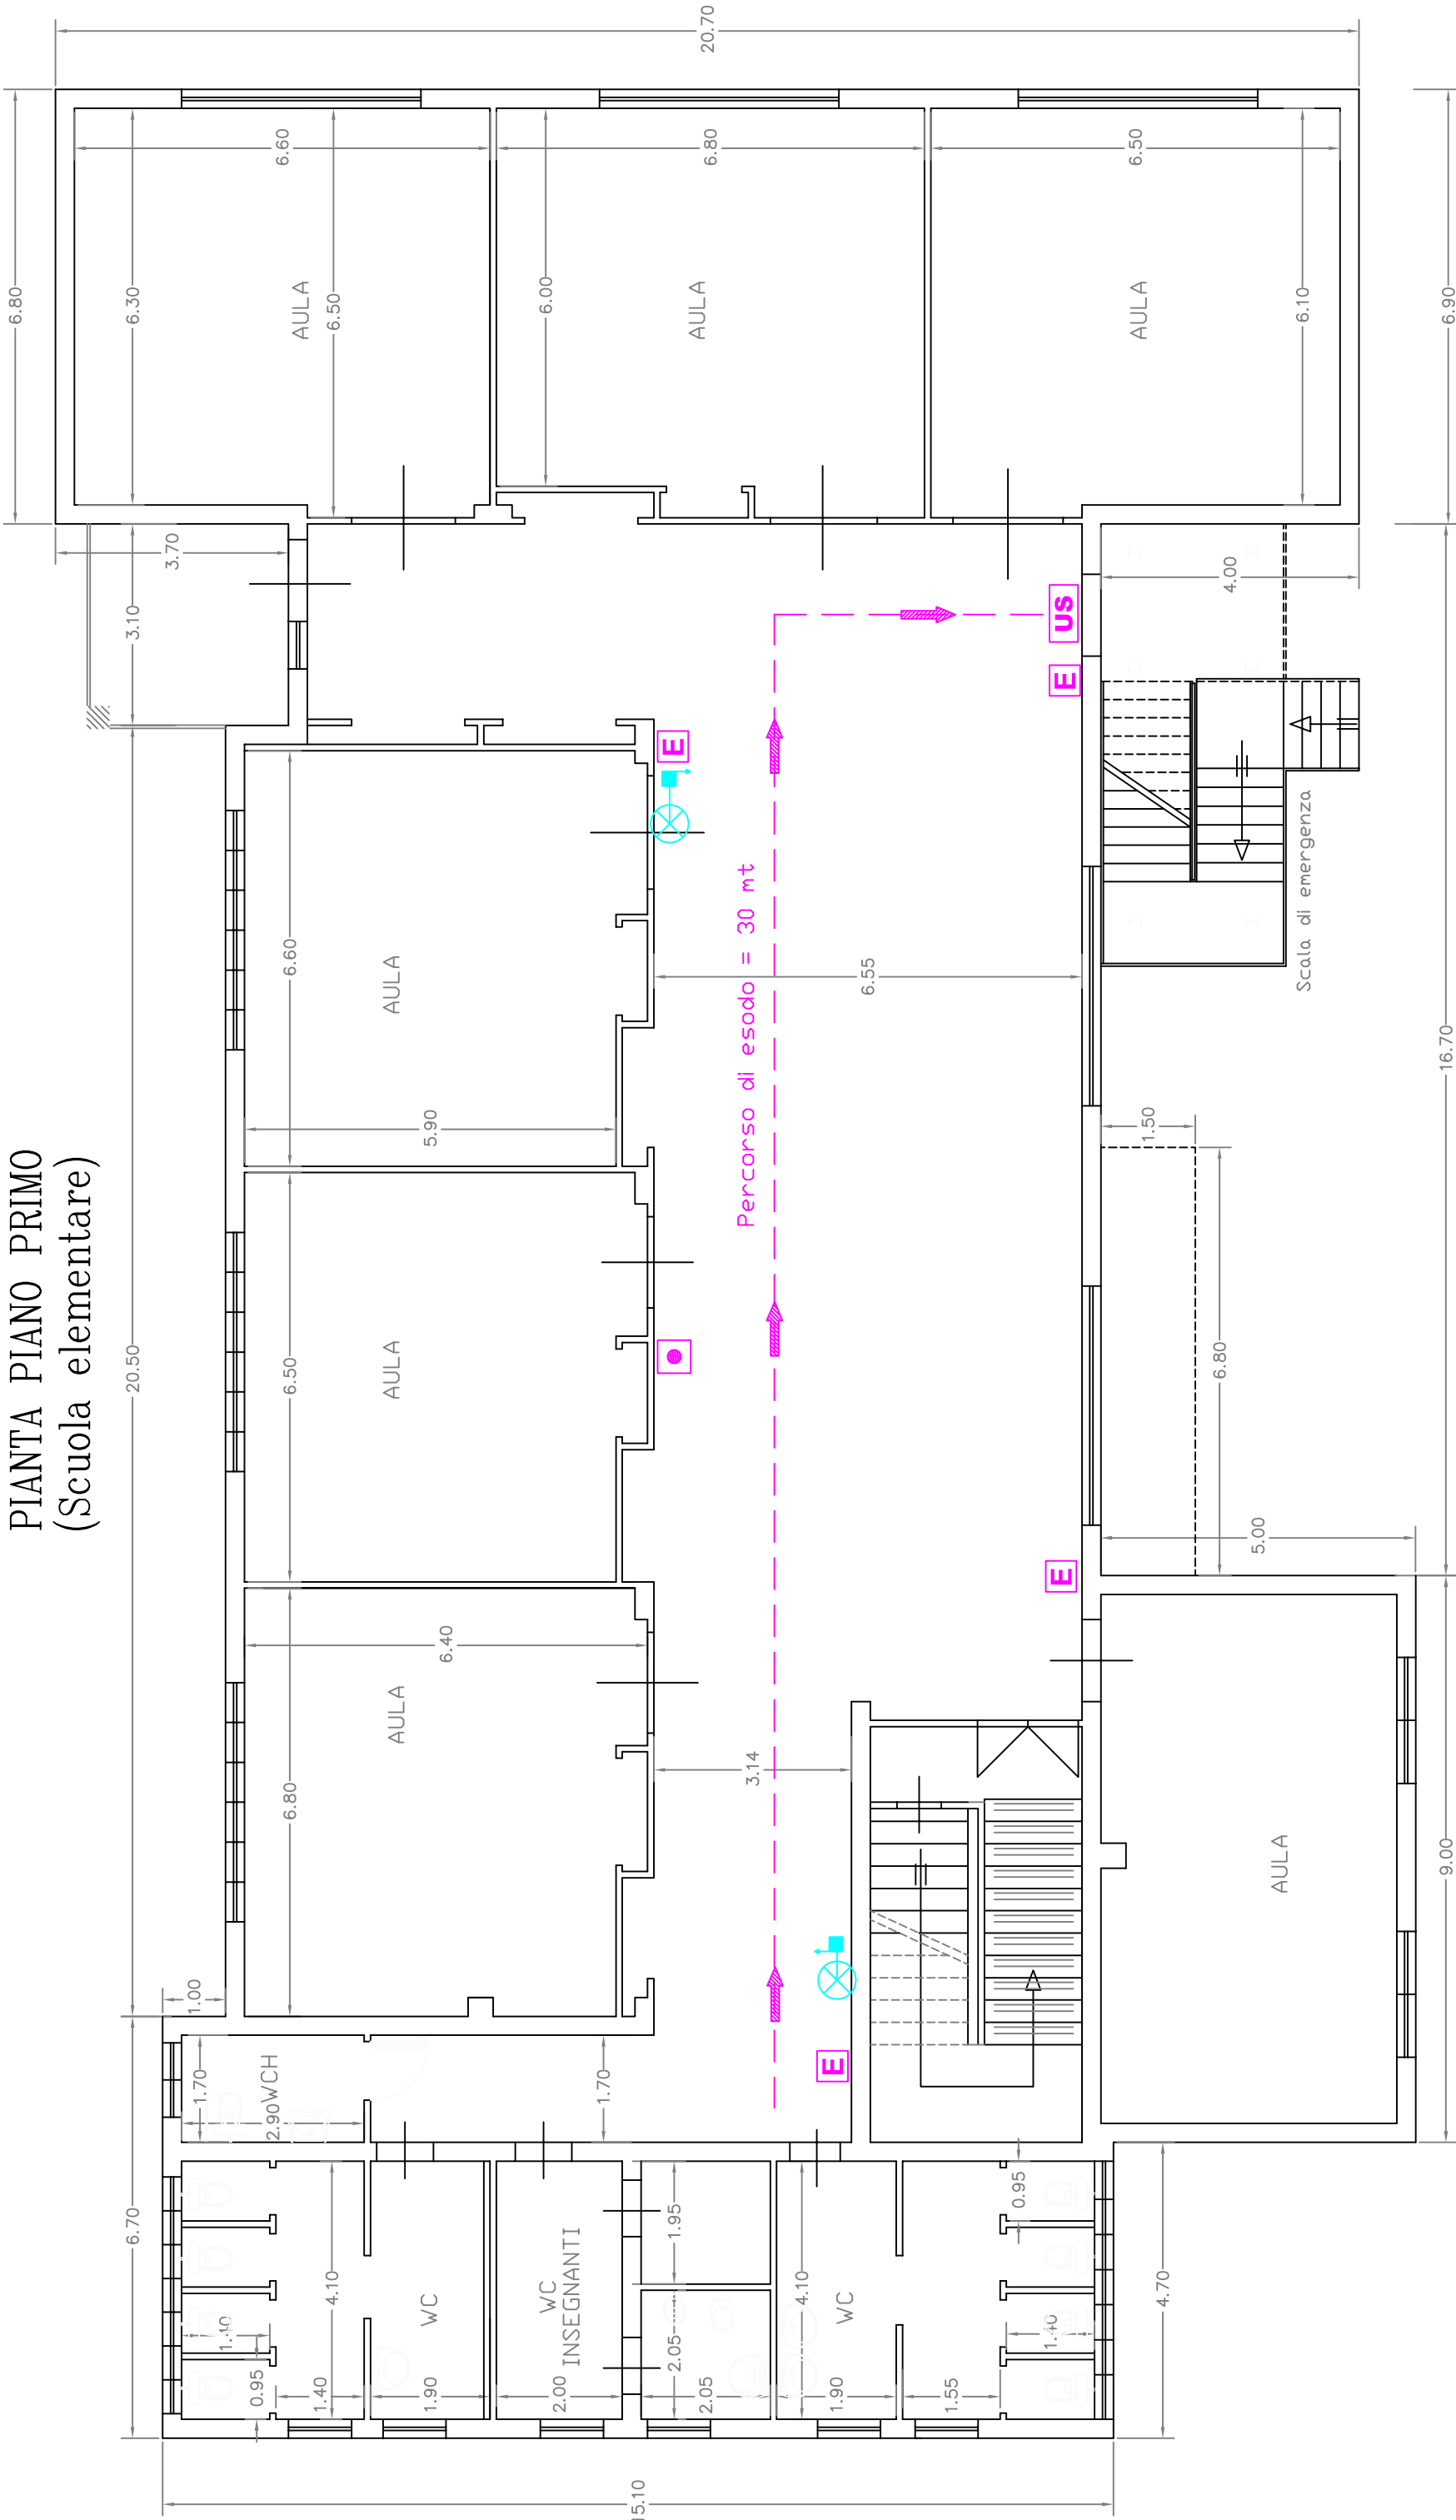 PIANTA PIANO PRIMO
(Scuola elementare)
20.70
6.80
6.30
6.60
6.50
AULA
6.00
6.80
AULA
6.50
6.10
AULA
6.90
3.70
3.10
4.00
US
E
E
20.50
6.60
AULA
5.90
Percorso di esodo = 30 mt
6.55
Scala di emergenza
16.70
1.50
6.80
5.00
6.50
AULA
E
6.40
AULA
6.80
3.14
AULA
9.00
1.00
1.70
2.90
WCH
1.70
E
6.70
4.10
1.40
0.95
1.40
WC
1.90
WC
INSEGNANTI
2.00
1.95
2.05
2.05
4.10
WC
1.90
1.55
0.95
1.40
4.70
15.10